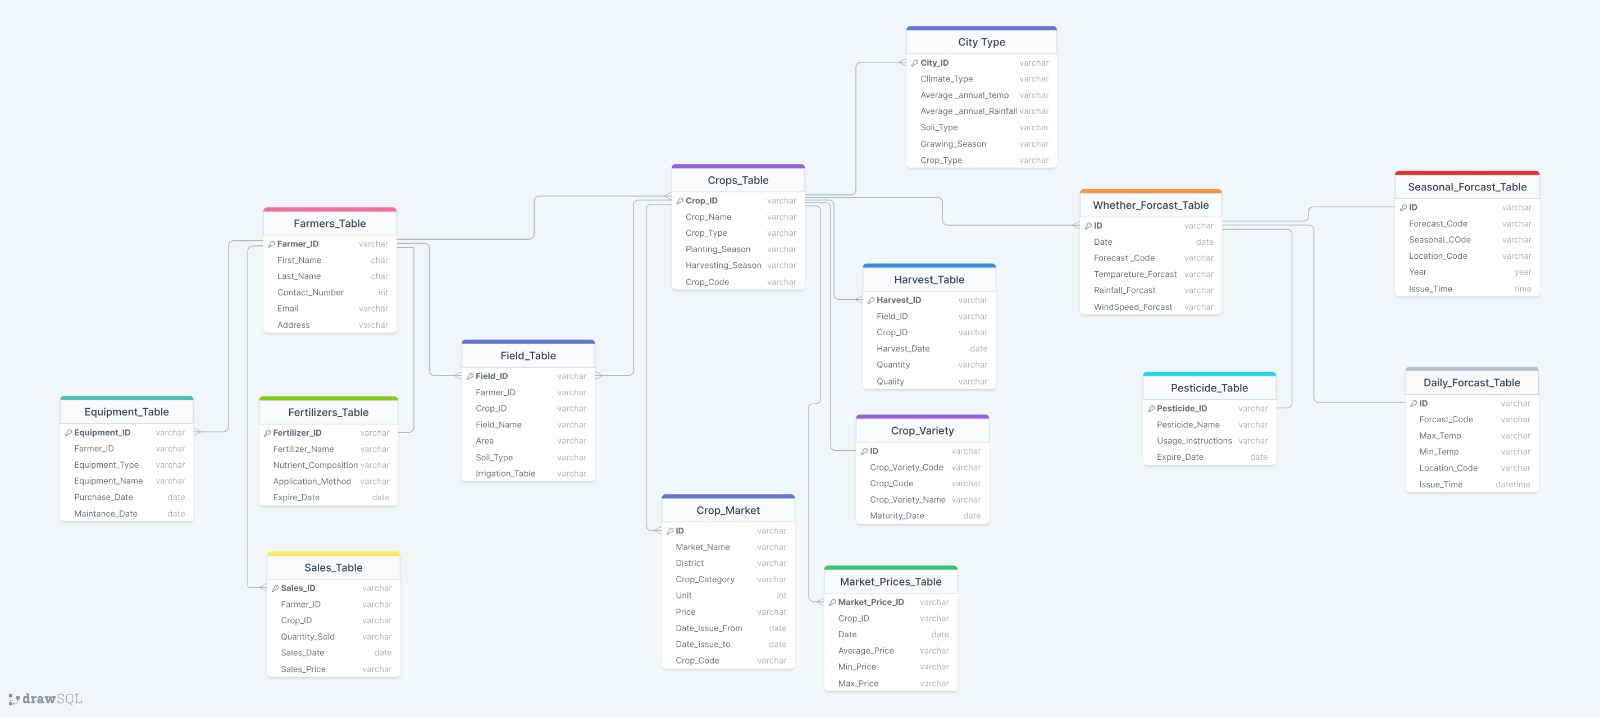 City Type
City_ID varchar
Climate_Type varchar
Average _annual_temp varchar
Average _annual_Rainfall varchar
Soli_Type varchar
Grawing_Season varchar
Crop_Type varchar
Crops_Table
Crop_ID varchar
Crop_Name varchar
Crop_Type varchar
Planting_Season varchar
Harvesting_Season varchar
Crop_Code varchar
Seasonal_Forcast_Table
ID varchar
Forecast_Code varchar
Seasonal_COde varchar
Location_Code varchar
Year year
Issue_Time time
Whether_Forcast_Table
ID varchar
Date date
Forecast _Code varchar
Tempareture_Forcast varchar
Rainfall_Forcast varchar
WindSpeed_Forcast varchar
Farmers_Table
Farmer_ID varchar
First_Name char
Last_Name char
Contact_Number int
Email varchar
Address varchar
Harvest_Table
Harvest_ID varchar
Field_ID varchar
Crop_ID varchar
Harvest_Date date
Quantity varchar
Quality varchar
Field_Table
Field_ID varchar
Farmer_ID varchar
Crop_ID varchar
Field_Name varchar
Area varchar
Soil_Type varchar
Irrigation_Table varchar
Daily_Forcast_Table
ID varchar
Forcast_Code varchar
Max_Temp varchar
Min_Temp varchar
Location_Code varchar
Issue_Time datetime
Pesticide_Table
Pesticide_ID varchar
Pesticide_Name varchar
Usage_Instructions varchar
Expire_Date date
Equipment_Table
Equipment_ID varchar
Farmer_ID varchar
Equipment_Type varchar
Equipment_Name varchar
Purchase_Date date
Maintance_Date date
Fertilizers_Table
Fertilizer_ID varchar
Fertilizer_Name varchar
Nutrient_Composition varchar
Application_Method varchar
Expire_Date date
Crop_Variety
ID varchar
Crop_Variety_Code varchar
Crop_Code varchar
Crop_Variety_Name varchar
Maturity_Date date
Crop_Market
ID varchar
Market_Name varchar
District varchar
Crop_Category varchar
Unit int
Price varchar
Date_Issue_From date
Date_issue_to date
Crop_Code varchar
Sales_Table
Sales_ID varchar
Farmer_ID varchar
Crop_ID varchar
Quantity_Sold varchar
Sales_Date date
Sales_Price varchar
Market_Prices_Table
Market_Price_ID varchar
Crop_ID varchar
Date date
Average_Price varchar
Min_Price varchar
Max_Price varchar
drawSQL